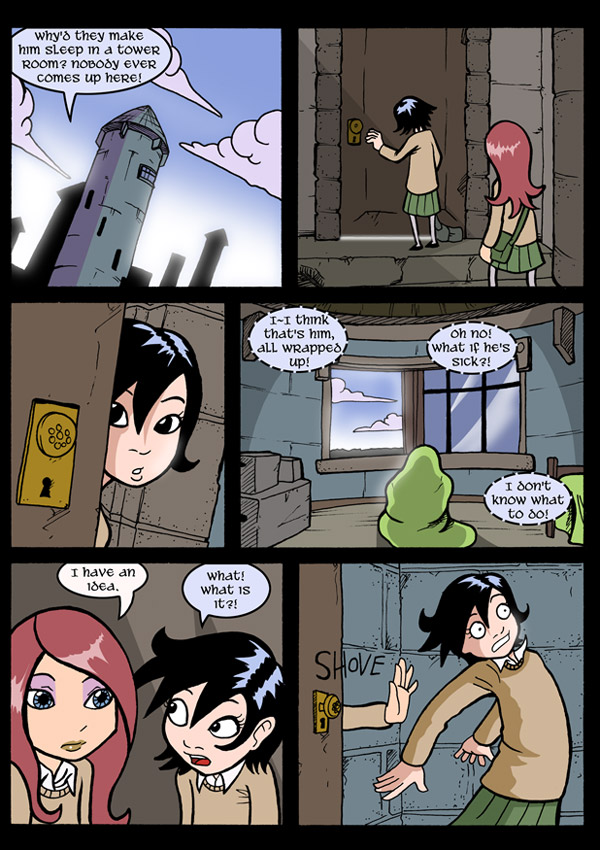 Why'd they make
him sleep in a tower
room? Nobody ever
comes up here!
I-I think
that's him,
all wrapped
up!
Oh no!
What if he's
sick?!
I don't
know what
to do!
I have an
idea.
What!
What is
it?!
SHOVE